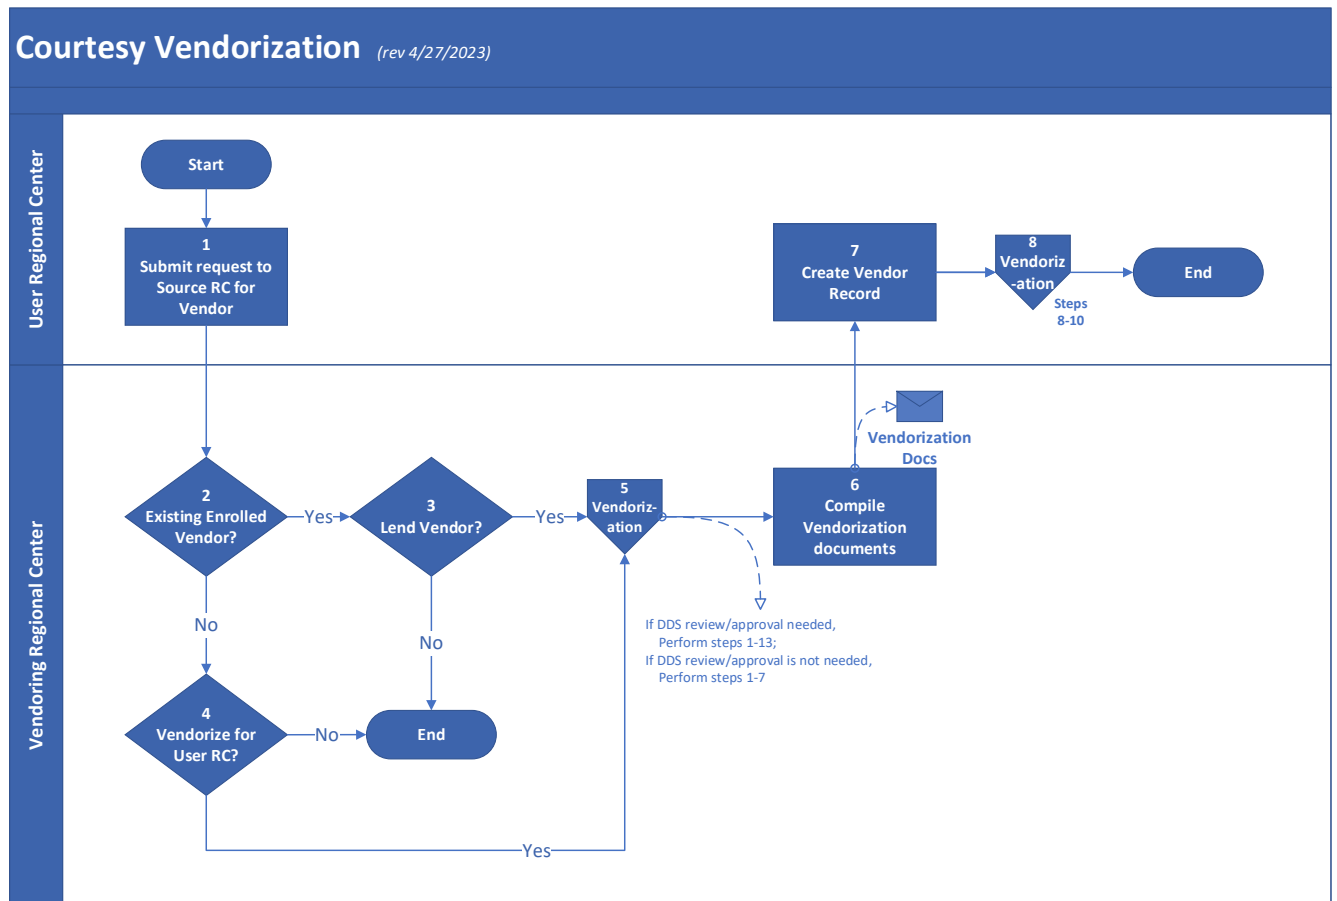 Courtesy Vendorization (rev 4/27/2023)
User Regional Center
Start
1
Submit request to
Source RC for
Vendor
7
Create Vendor
Record
8
Vendoriz
-ation
Steps
8-10
End
Vendoring Regional Center
Vendorization
Docs
2
Existing Enrolled
Vendor?
Yes
3
Lend Vendor?
Yes
5
Vendoriz-
ation
6
Compile
Vendorization
documents
No
No
If DDS review/approval needed,
Perform steps 1-13;
If DDS review/approval is not needed,
Perform steps 1-7
4
Vendorize for
User RC?
No
End
Yes